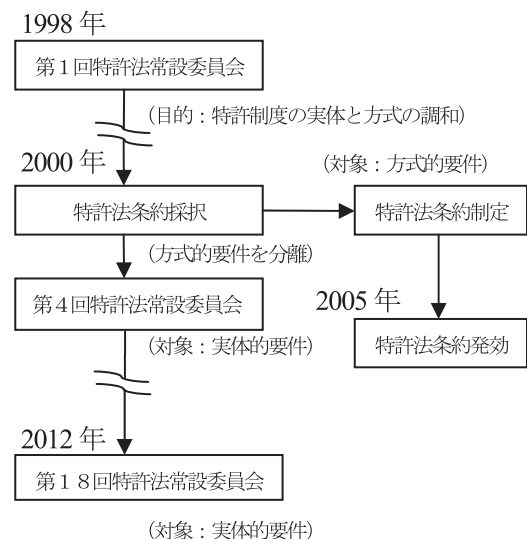 1998 年
第１回特許法常設委員会
(目的：特許制度の実体と方式の調和)
2000 年
(対象：方式的要件)
特許法条約採択
特許法条約制定
(方式的要件を分離)
第４回特許法常設委員会
2005 年
(対象：実体的要件)
特許法条約発効
2012 年
第１８回特許法常設委員会
(対象：実体的要件)